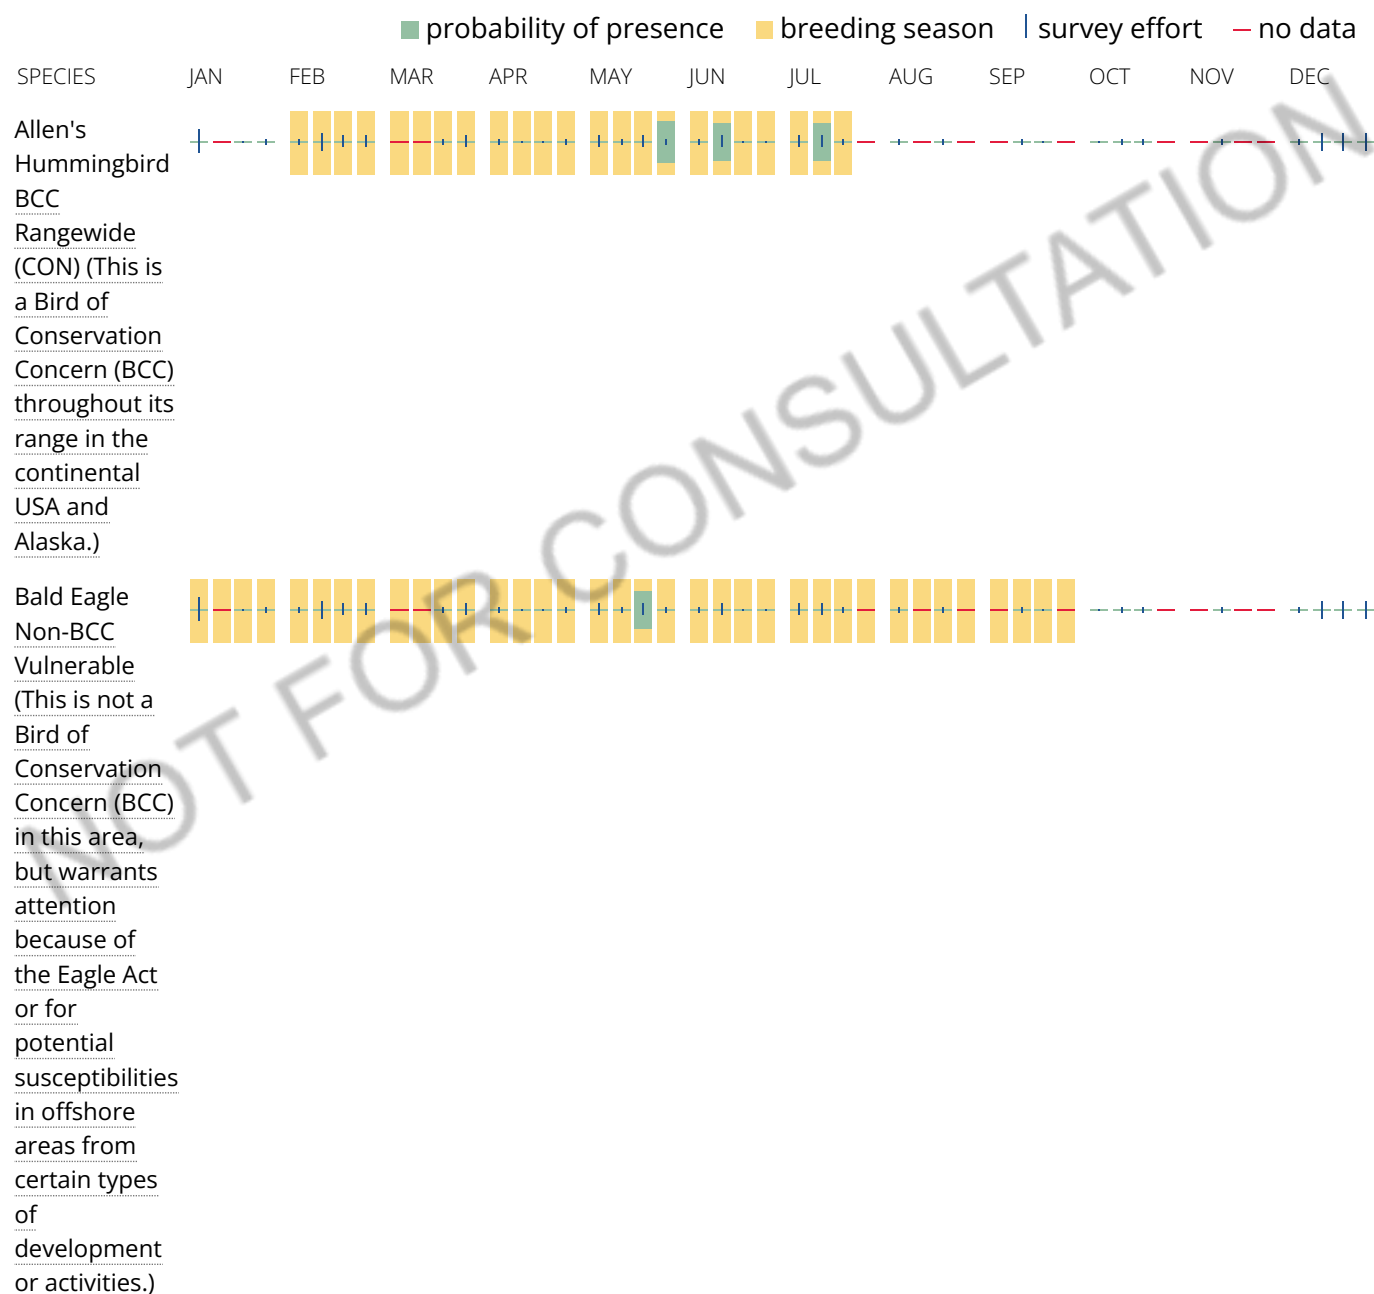 probability of presence breeding season survey effort no data
SPECIES JAN FEB MAR APR MAY JUN JUL AUG SEP OCT NOV DEC
Allen's
Hummingbird
BCC
Rangewide
(CON) (This is
a Bird of
Conservation
Concern (BCC)
throughout its
range in the
continental
USA and
Alaska.)
Bald Eagle
Non-BCC
Vulnerable
(This is not a
Bird of
Conservation
Concern (BCC)
in this area,
but warrants
attention
because of
the Eagle Act
or for
potential
susceptibilities
in offshore
areas from
certain types
of
development
or activities.)
NOT FOR CONSULTATION